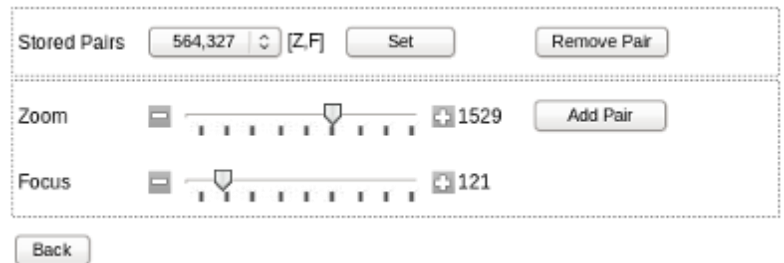 Stored Pairs 564,327 [Z,F] Set Remove Pair
Zoom 1529 Add Pair
Focus 121
Back